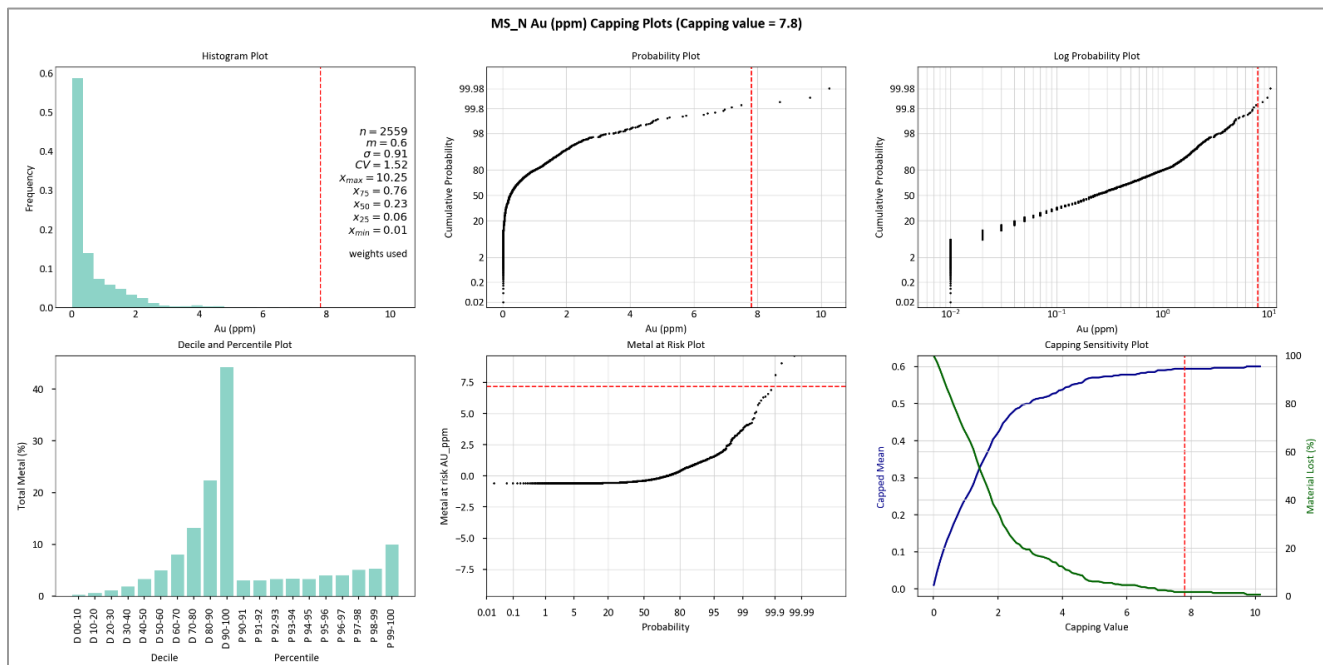 MS_N Au (ppm) Capping Plots (Capping value = 7.8)
Histogram Plot
0.6
0.5
0.4
0.3
0.2
0.1
0.0
Frequency
n = 2559
m = 0.6
σ = 0.91
CV = 1.52
xmax = 10.25
x75 = 0.76
x50 = 0.23
x25 = 0.06
xmin = 0.01
weights used
0 2 4 6 8 10
Au (ppm)
Probability Plot
99.98
99.8
98
80
50
20
2
0.2
0.02
Cumulative Probability
0 2 4 6 8 10
Au (ppm)
Log Probability Plot
99.98
99.8
98
80
50
20
2
0.2
0.02
Cumulative Probability
10⁻² 10⁻¹ 10⁰ 10¹
Au (ppm)
Decile and Percentile Plot
40
30
20
10
0
Total Metal (%)
D 00-10
D 10-20
D 20-30
D 30-40
D 40-50
D 50-60
D 60-70
D 70-80
D 80-90
D 90-100
P 90-91
P 91-92
P 92-93
P 93-94
P 94-95
P 95-96
P 96-97
P 97-98
P 98-99
P 99-100
Decile Percentile
Metal at Risk Plot
7.5
5.0
2.5
0.0
−2.5
−5.0
−7.5
Metal at risk AU_ppm
0.01 0.1 1 5 20 50 80 95 99 99.9 99.99
Probability
Capping Sensitivity Plot
0.6
0.5
0.4
0.3
0.2
0.1
0.0
Capped Mean
100
80
60
40
20
0
Material Lost (%)
0 2 4 6 8 10
Capping Value